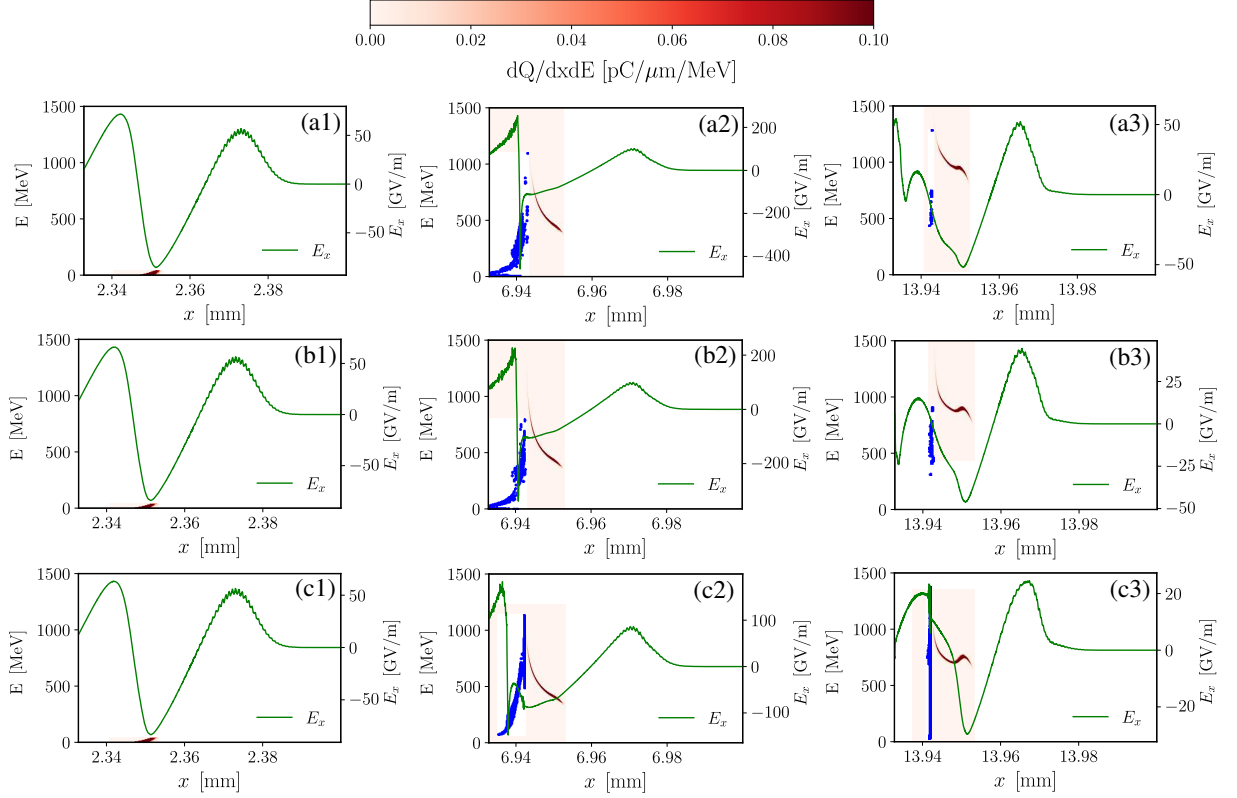 0.00 0.02 0.04 0.06 0.08 0.10
dQ/dxdE [pC/μm/MeV]
(a1)
1500
1000
500
0
E [MeV]
50
0
−50
E_x [GV/m]
E_x
2.34 2.36 2.38
x [mm]
(a2)
1500
1000
500
0
E [MeV]
200
0
−200
−400
E_x [GV/m]
E_x
6.94 6.96 6.98
x [mm]
(a3)
1500
1000
500
0
E [MeV]
50
0
−50
E_x [GV/m]
E_x
13.94 13.96 13.98
x [mm]
(b1)
1500
1000
500
0
E [MeV]
50
0
−50
E_x [GV/m]
E_x
2.34 2.36 2.38
x [mm]
(b2)
1500
1000
500
0
E [MeV]
200
0
−200
E_x [GV/m]
E_x
6.94 6.96 6.98
x [mm]
(b3)
1500
1000
500
0
E [MeV]
25
0
−25
−50
E_x [GV/m]
E_x
13.94 13.96 13.98
x [mm]
(c1)
1500
1000
500
0
E [MeV]
50
0
−50
E_x [GV/m]
E_x
2.34 2.36 2.38
x [mm]
(c2)
1500
1000
500
0
E [MeV]
100
0
−100
E_x [GV/m]
E_x
6.94 6.96 6.98
x [mm]
(c3)
1500
1000
500
0
E [MeV]
20
0
−20
E_x [GV/m]
E_x
13.94 13.96 13.98
x [mm]